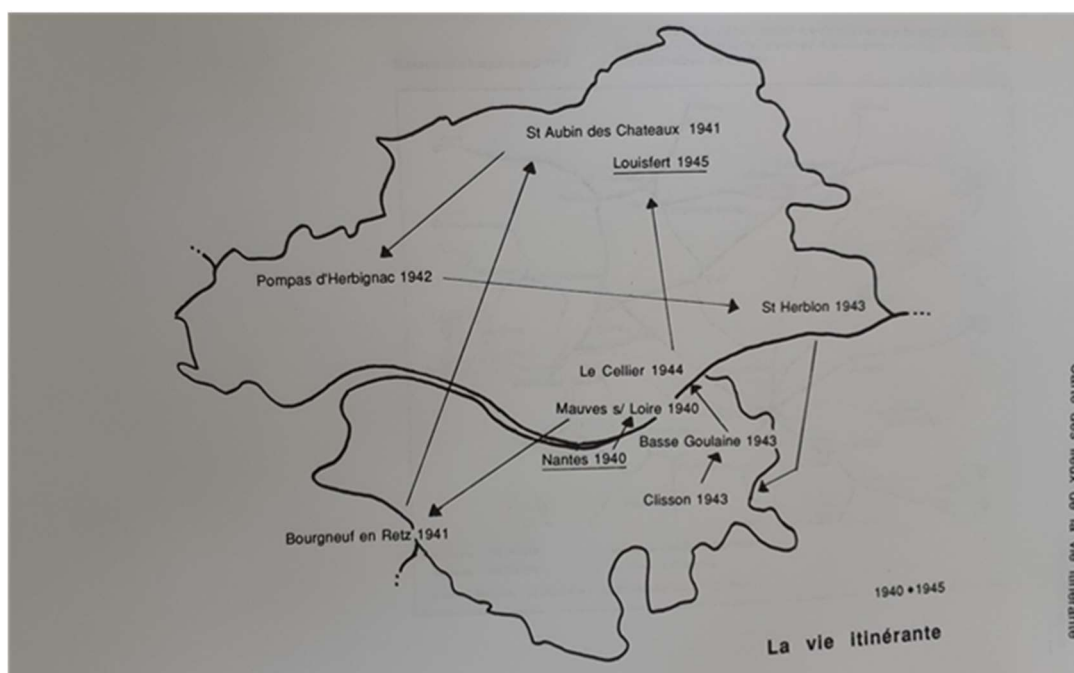 St Aubin des Chateaux 1941
Louisfert 1945
Pompas d'Herbignac 1942
St Herblon 1943
Le Cellier 1944
Mauves s/ Loire 1940
Basse Goulaine 1943
Nantes 1940
Clisson 1943
Bourgneuf en Retz 1941
1940 • 1945
La vie itinérante